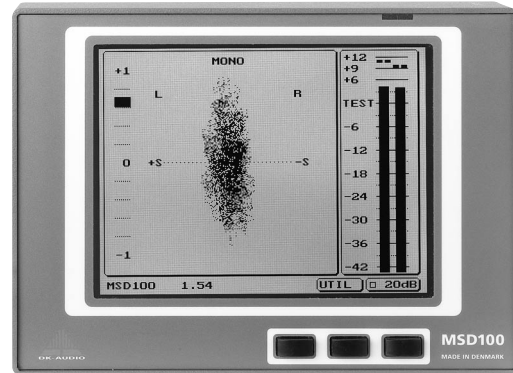 MONO
+1
L
R
0
+S
-S
-1
+12
+9
+6
TEST
-6
-12
-18
-24
-30
-36
-42
MSD100 1.54
UTIL
20dB
DK-AUDIO
MSD100
MADE IN DENMARK